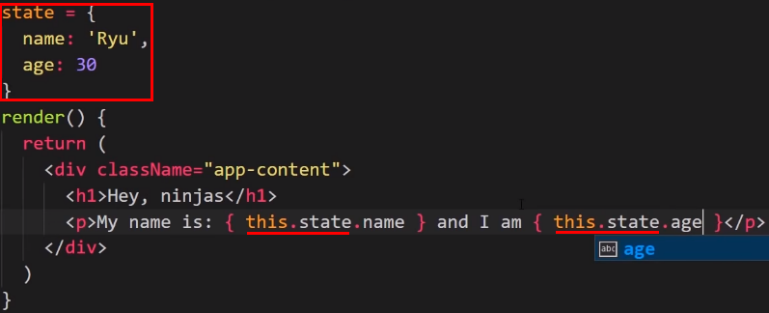 state = {
  name: 'Ryu',
  age: 30
}
render() {
  return (
    <div className="app-content">
      <h1>Hey, ninjas</h1>
      <p>My name is: { this.state.name } and I am { this.state.age }</p>
    </div>
abc age
  )
}